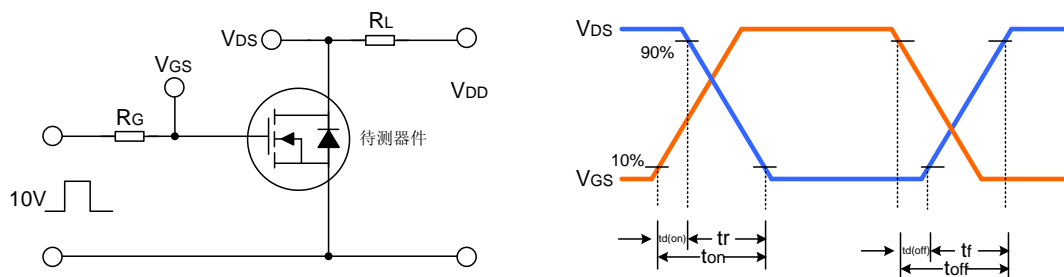 RL
VDS
VGS
VDD
RG
待测器件
10V
VDS
90%
10%
VGS
td(on)
tr
ton
td(off)
tf
toff